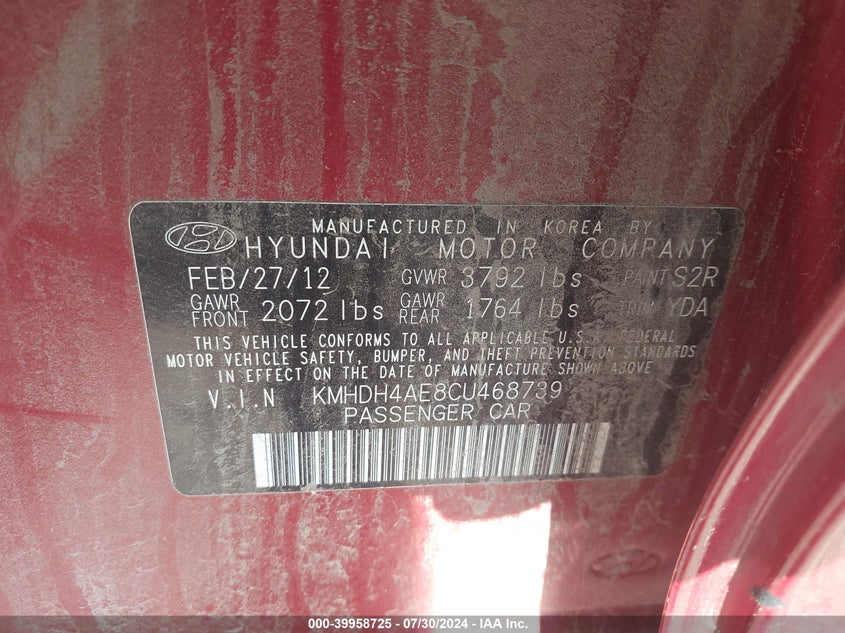 MANUFACTURED IN KOREA BY
HYUNDAI MOTOR COMPANY
FEB/27/12 GVWR 3792 lbs PAINT S2R
GAWR FRONT 2072 lbs GAWR REAR 1764 lbs TRIM YDA
THIS VEHICLE CONFORMS TO ALL APPLICABLE U.S.A. FEDERAL
MOTOR VEHICLE SAFETY, BUMPER, AND THEFT PREVENTION STANDARDS
IN EFFECT ON THE DATE OF MANUFACTURE SHOWN ABOVE
V.I.N KMHDH4AE8CU468739
PASSENGER CAR
000-39958725 - 07/30/2024 - IAA Inc.